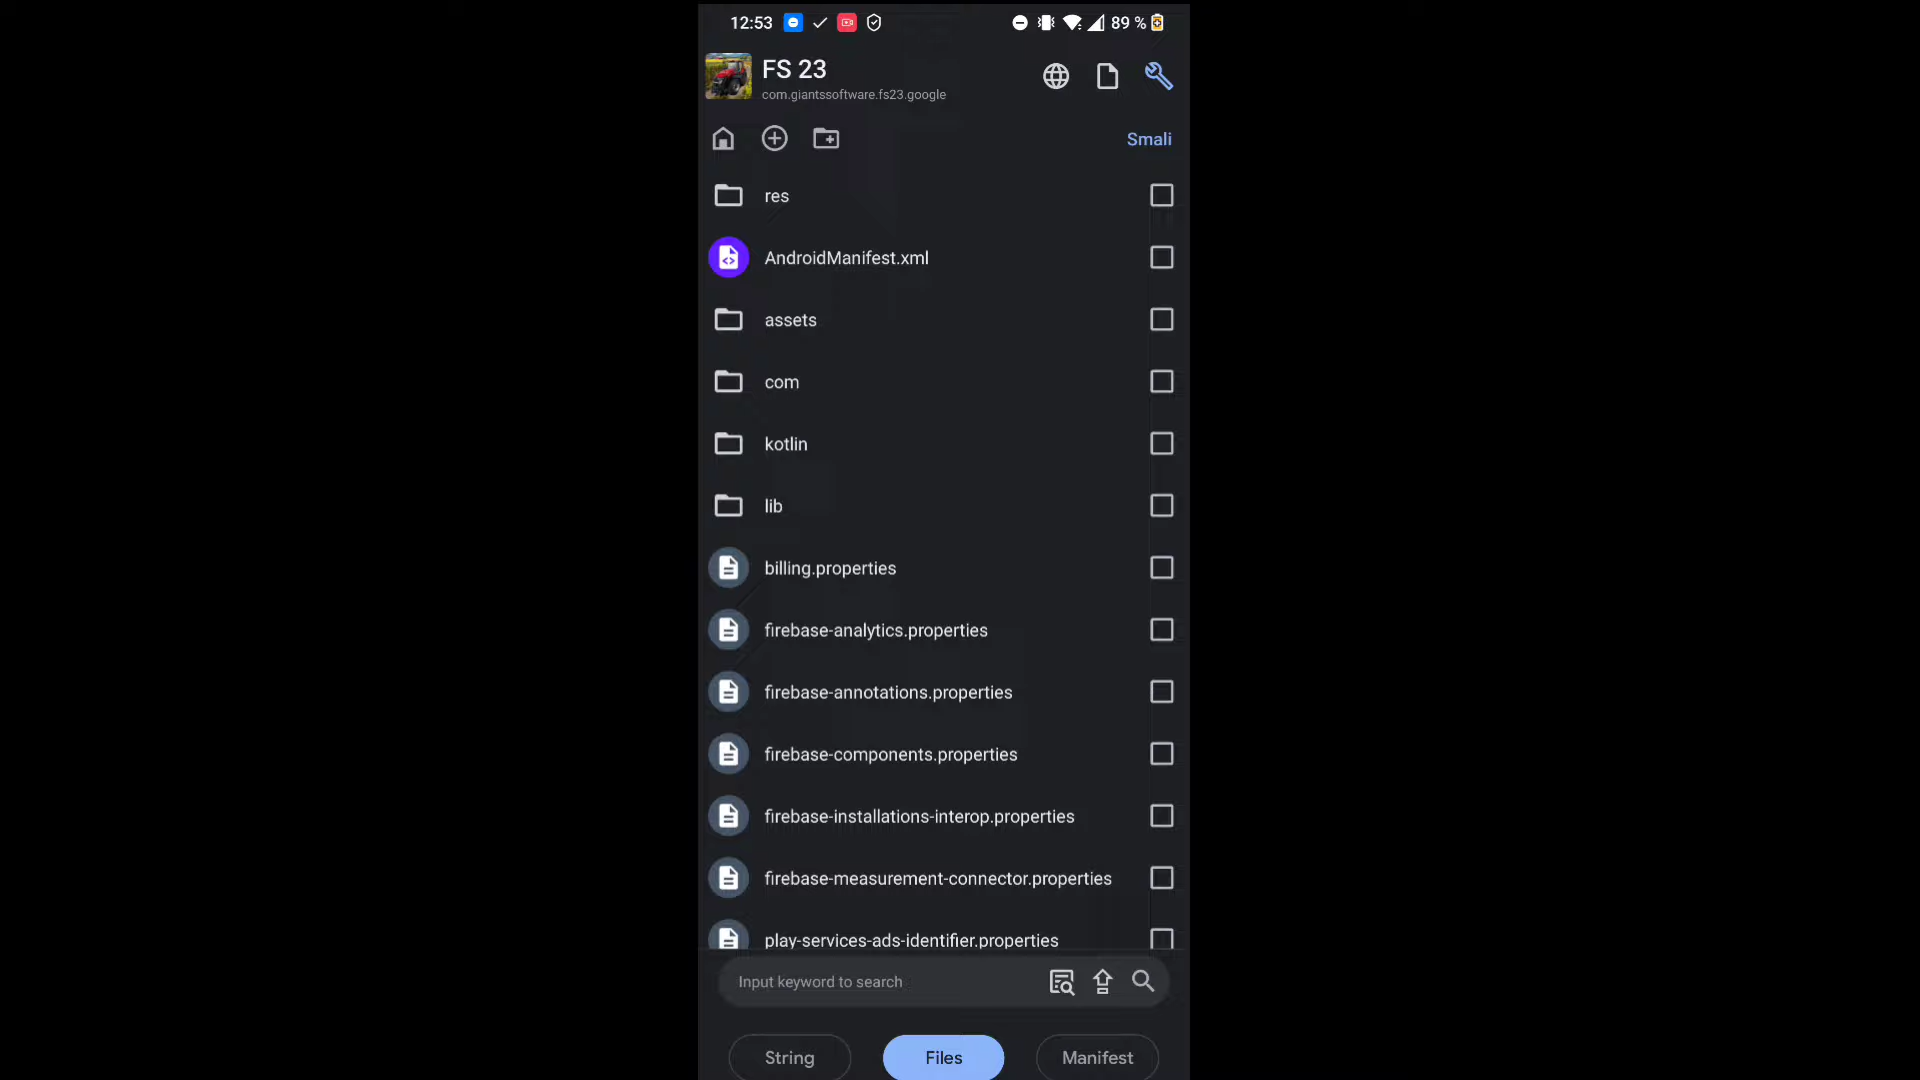 12:53
89 %
FS 23
com.giantssoftware.fs23.google
Smali
res
AndroidManifest.xml
assets
com
kotlin
lib
billing.properties
firebase-analytics.properties
firebase-annotations.properties
firebase-components.properties
firebase-installations-interop.properties
firebase-measurement-connector.properties
play-services-ads-identifier.properties
Input keyword to search
String
Files
Manifest